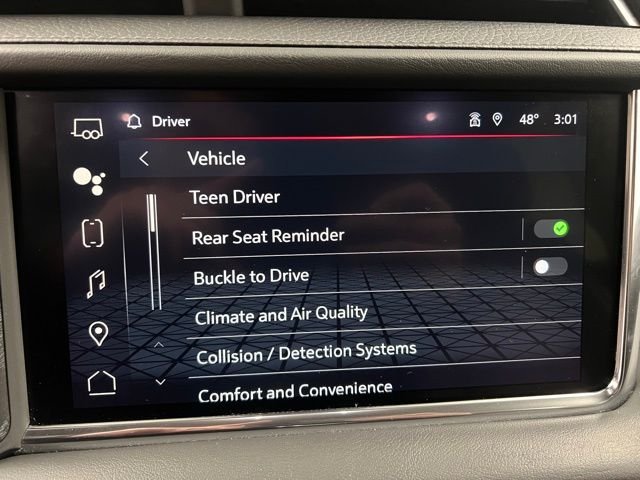 Driver 48° 3:01
Vehicle
Teen Driver
Rear Seat Reminder
Buckle to Drive
Climate and Air Quality
Collision / Detection Systems
Comfort and Convenience